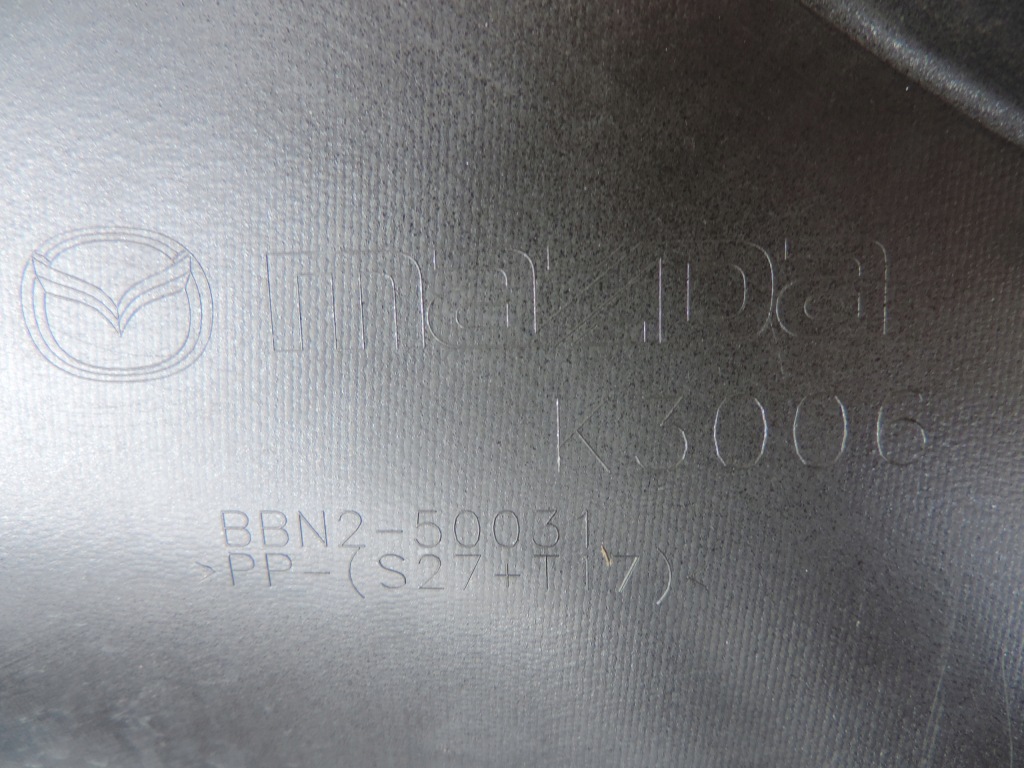 mazda
K3006
BBN2-50031
>PP-(S27+T17)<